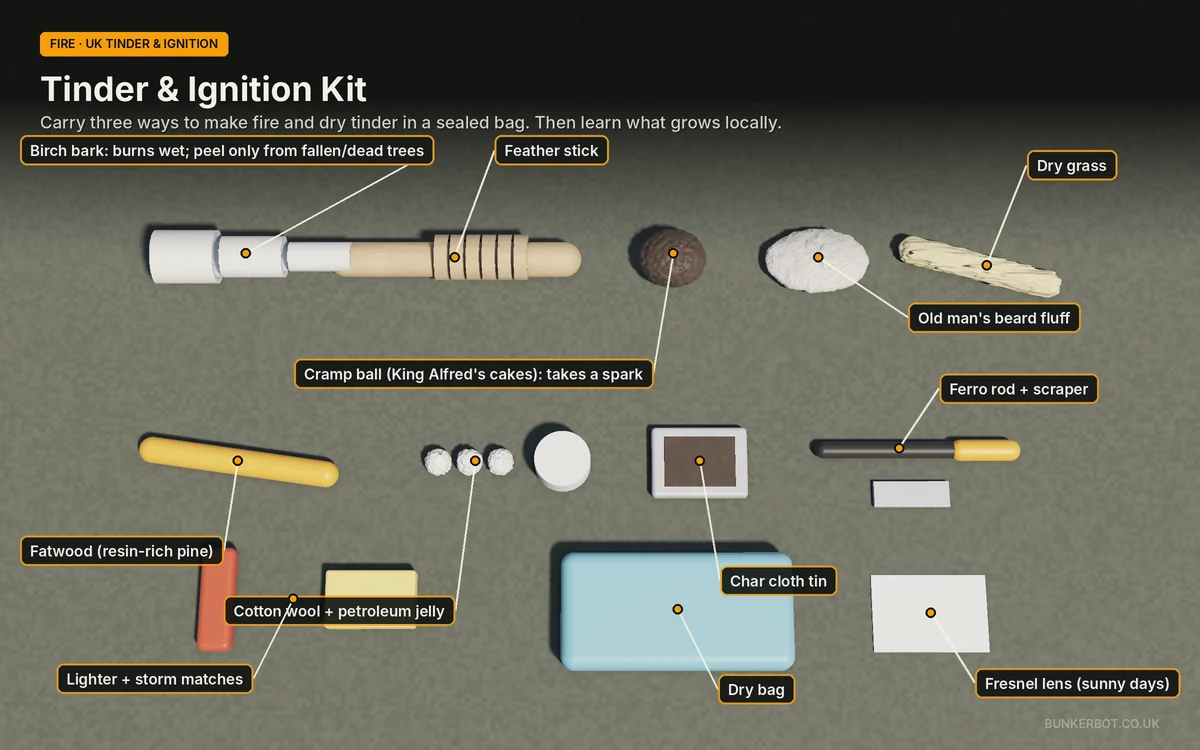 FIRE · UK TINDER & IGNITION
Tinder & Ignition Kit
Carry three ways to make fire and dry tinder in a sealed bag. Then learn what grows locally.
Birch bark: burns wet; peel only from fallen/dead trees
Feather stick
Dry grass
Old man's beard fluff
Cramp ball (King Alfred's cakes): takes a spark
Ferro rod + scraper
Fatwood (resin-rich pine)
Char cloth tin
Cotton wool + petroleum jelly
Lighter + storm matches
Dry bag
Fresnel lens (sunny days)
BUNKERBOT.CO.UK